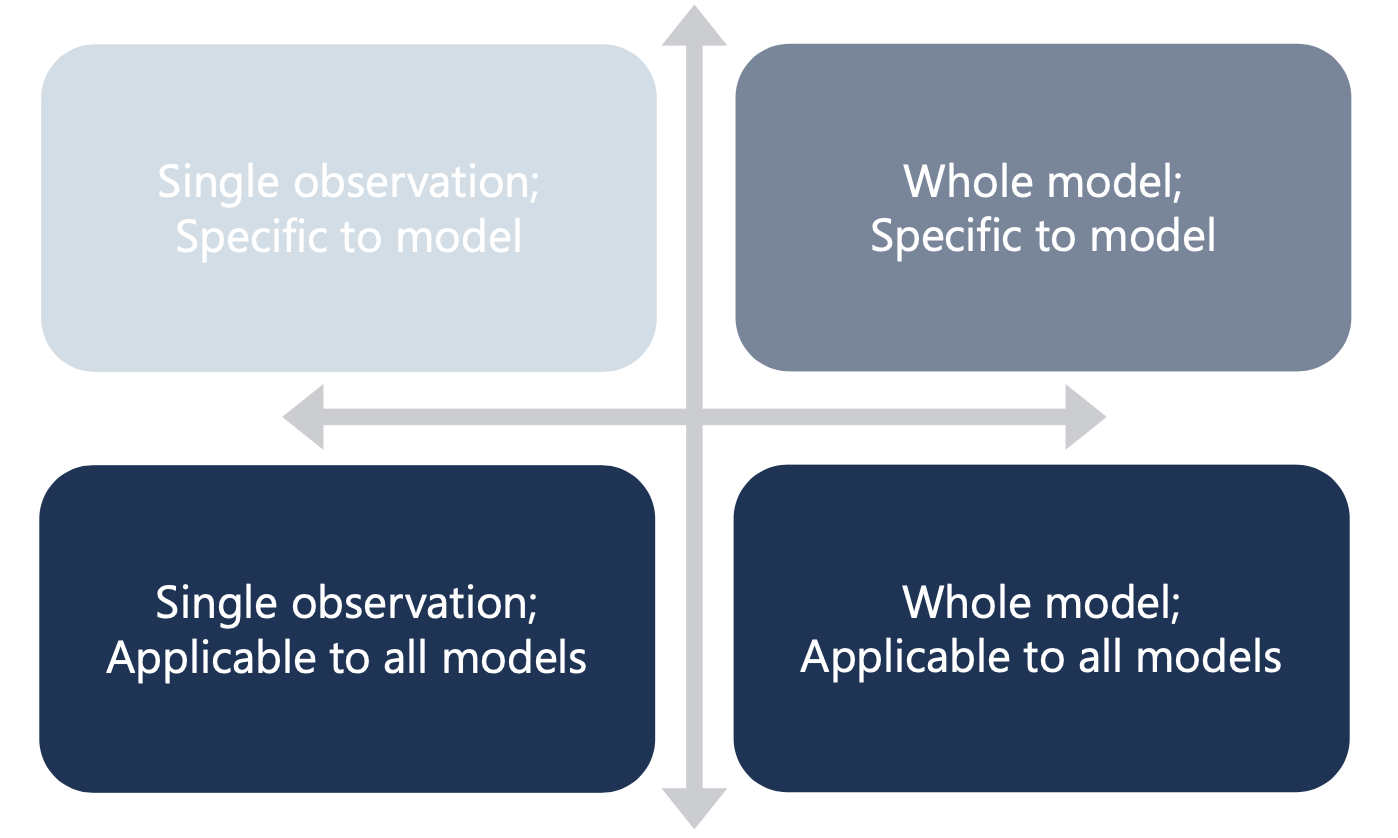 Single observation;
Specific to model
Whole model;
Specific to model
Single observation;
Applicable to all models
Whole model;
Applicable to all models